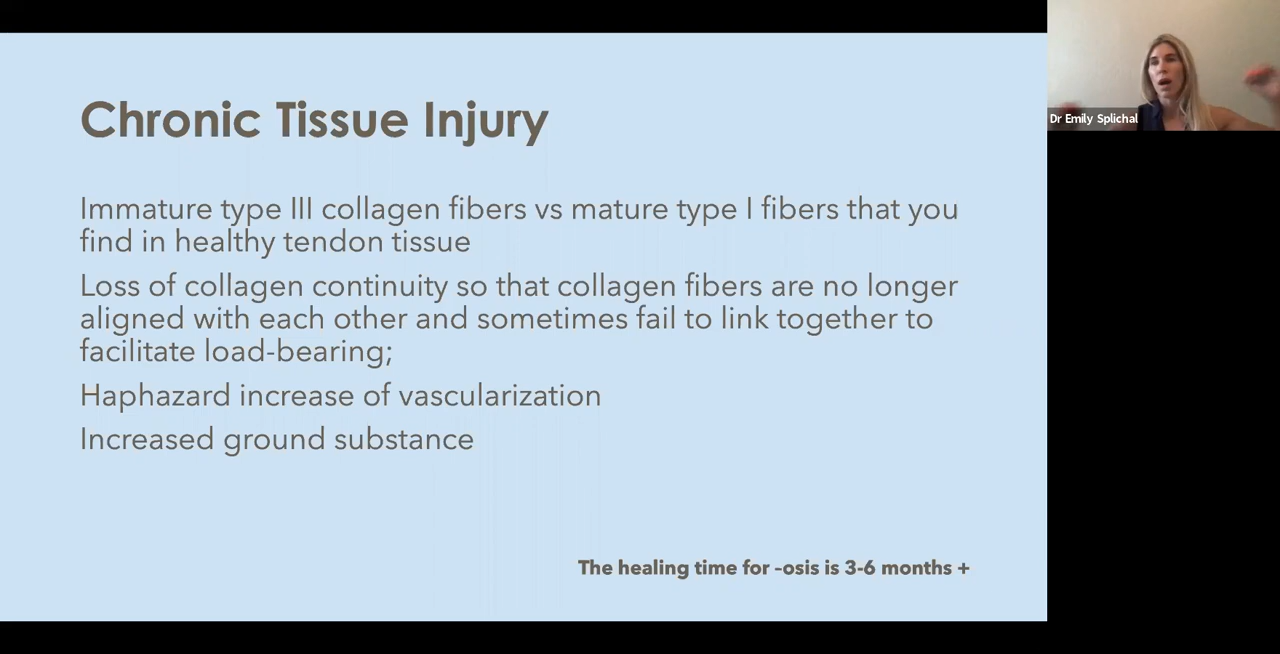 Chronic Tissue Injury
Immature type III collagen fibers vs mature type I fibers that you
find in healthy tendon tissue
Loss of collagen continuity so that collagen fibers are no longer
aligned with each other and sometimes fail to link together to
facilitate load-bearing;
Haphazard increase of vascularization
Increased ground substance
The healing time for –osis is 3-6 months +
Dr Emily Splichal